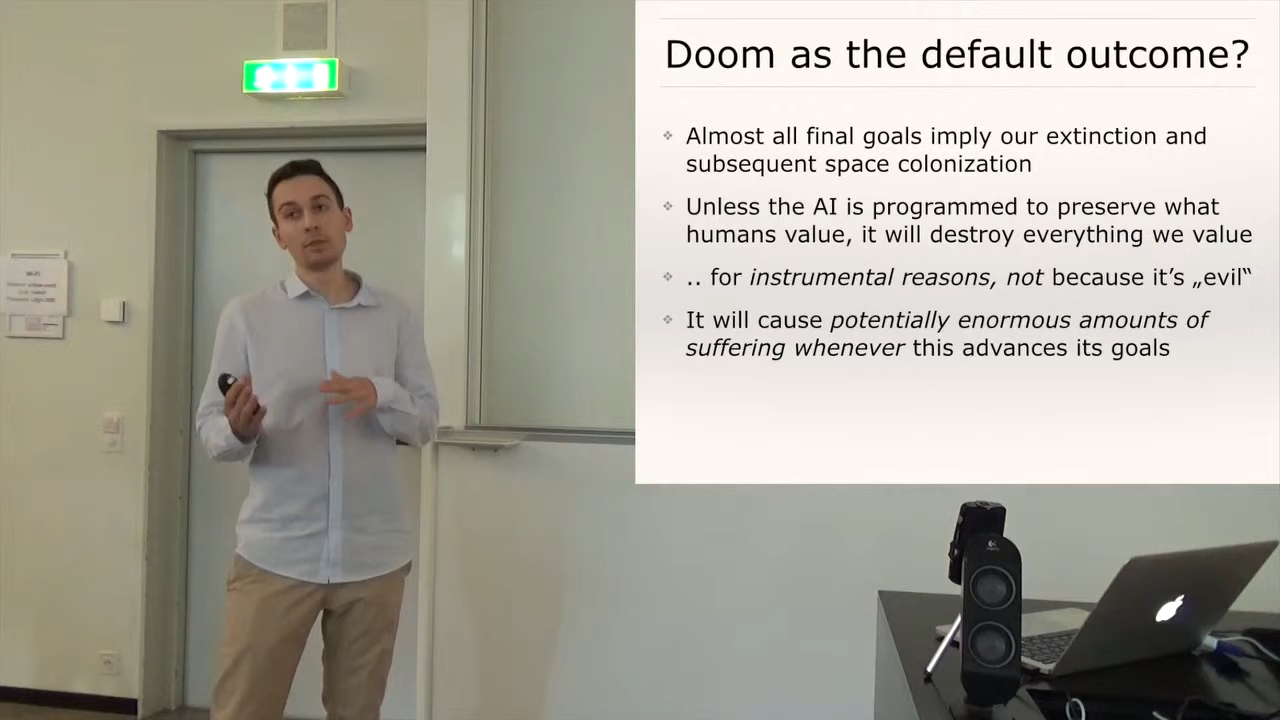 Doom as the default outcome?
Almost all final goals imply our extinction and
subsequent space colonization
Unless the AI is programmed to preserve what
humans value, it will destroy everything we value
.. for instrumental reasons, not because it's „evil“
It will cause potentially enormous amounts of
suffering whenever this advances its goals
Wi-Fi